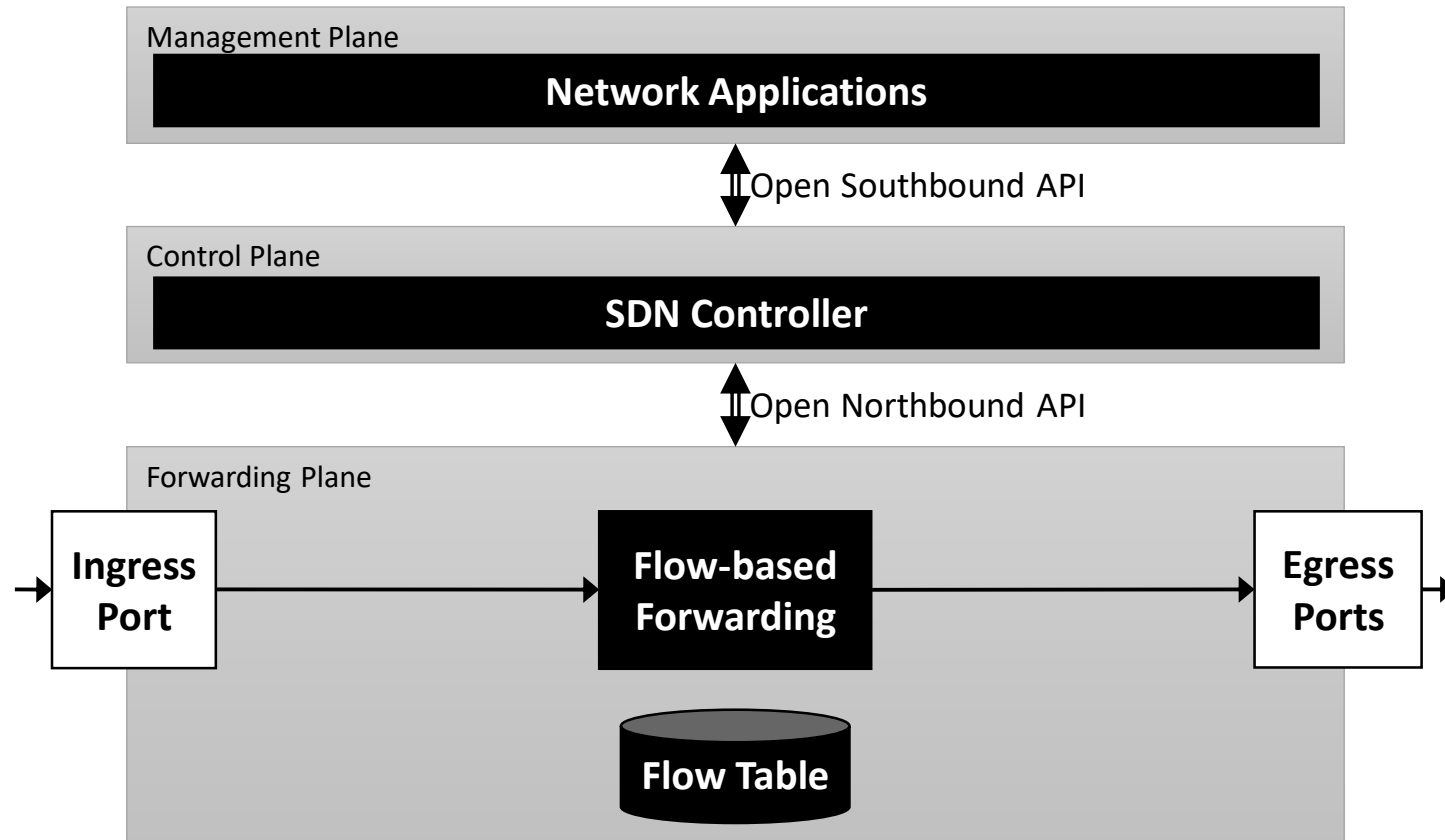 Management Plane
Network Applications
Open Southbound API
Control Plane
SDN Controller
Open Northbound API
Forwarding Plane
Ingress
Port
Flow-based
Forwarding
Egress
Ports
Flow Table